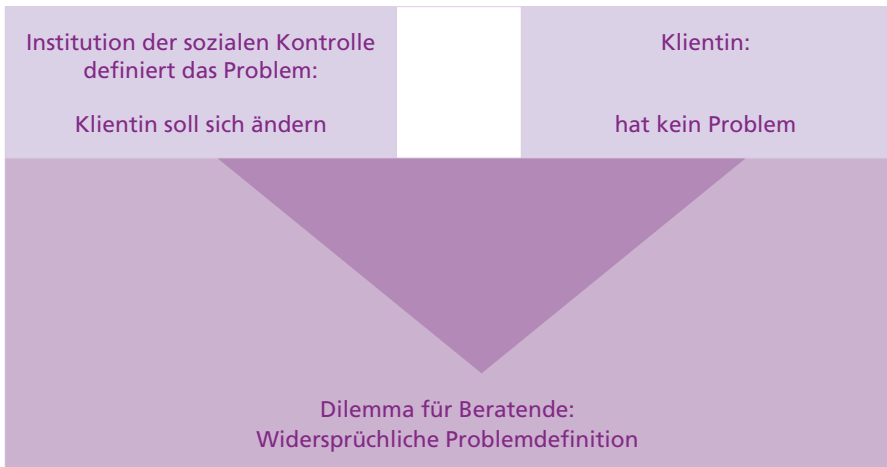 Institution der sozialen Kontrolle
definiert das Problem:
Klientin soll sich ändern
Klientin:
hat kein Problem
Dilemma für Beratende:
Widersprüchliche Problemdefinition